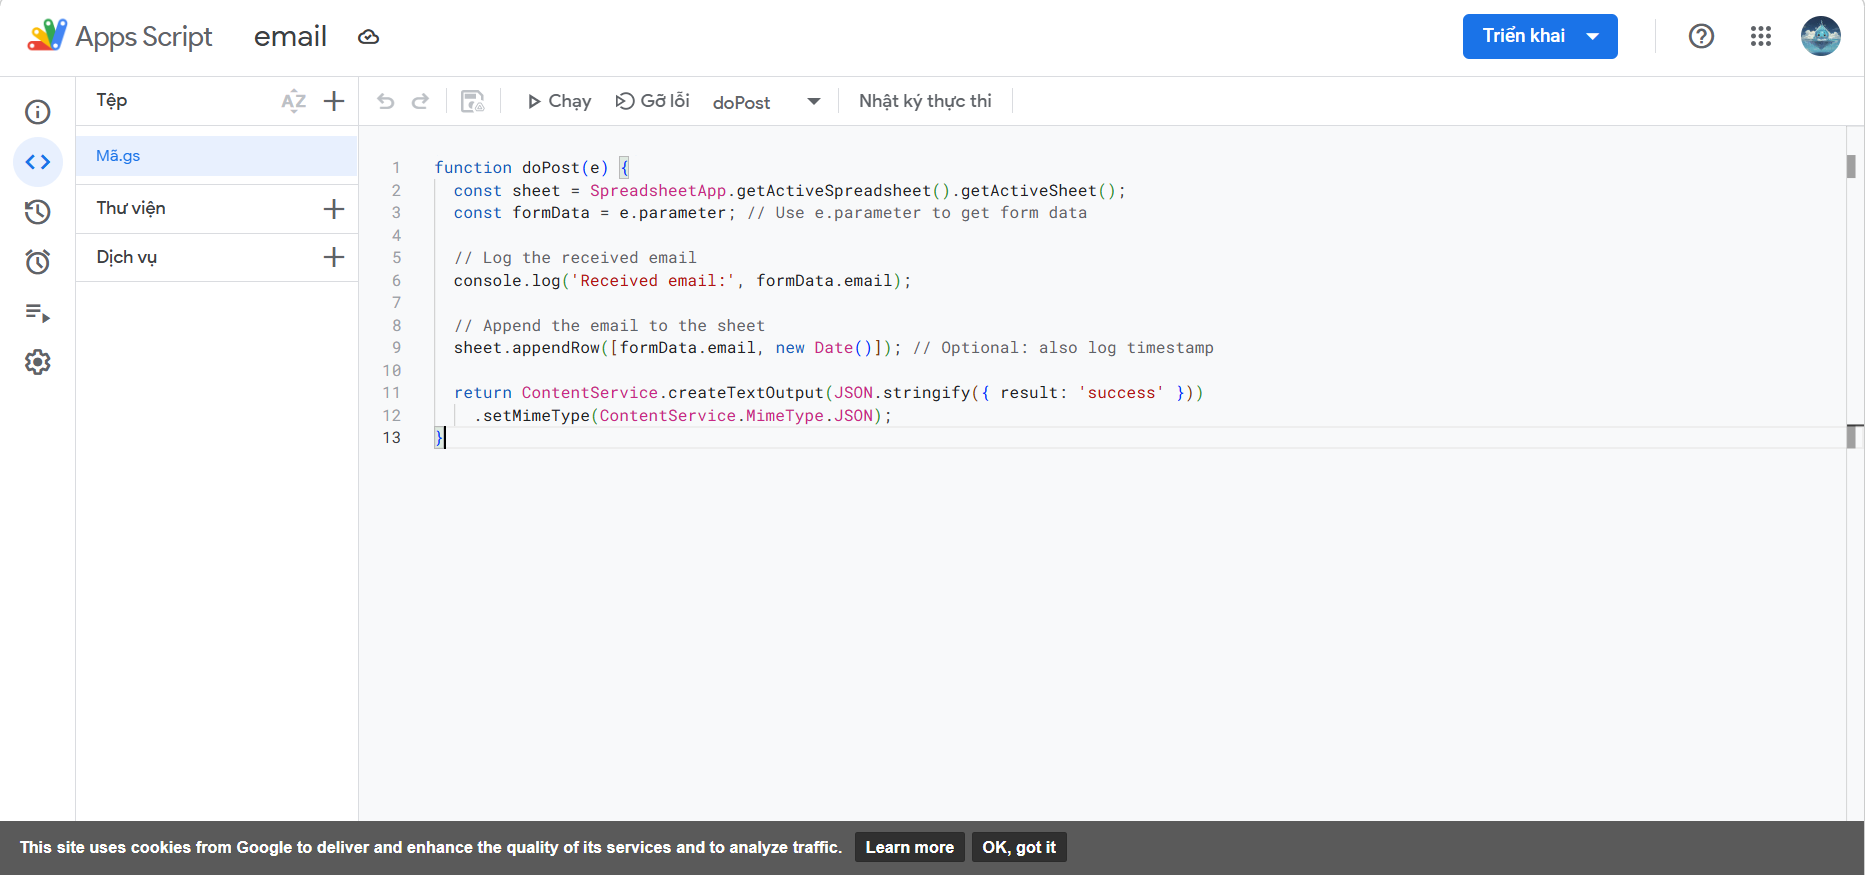 Apps Script email Triển khai
Tệp AZ Chạy Gỡ lỗi doPost Nhật ký thực thi
Mã.gs
Thư viện
Dịch vụ
1 function doPost(e) {
2 const sheet = SpreadsheetApp.getActiveSpreadsheet().getActiveSheet();
3 const formData = e.parameter; // Use e.parameter to get form data
4
5 // Log the received email
6 console.log('Received email:', formData.email);
7
8 // Append the email to the sheet
9 sheet.appendRow([formData.email, new Date()]); // Optional: also log timestamp
10
11 return ContentService.createTextOutput(JSON.stringify({ result: 'success' }))
12 .setMimeType(ContentService.MimeType.JSON);
13 }
This site uses cookies from Google to deliver and enhance the quality of its services and to analyze traffic. Learn more OK, got it